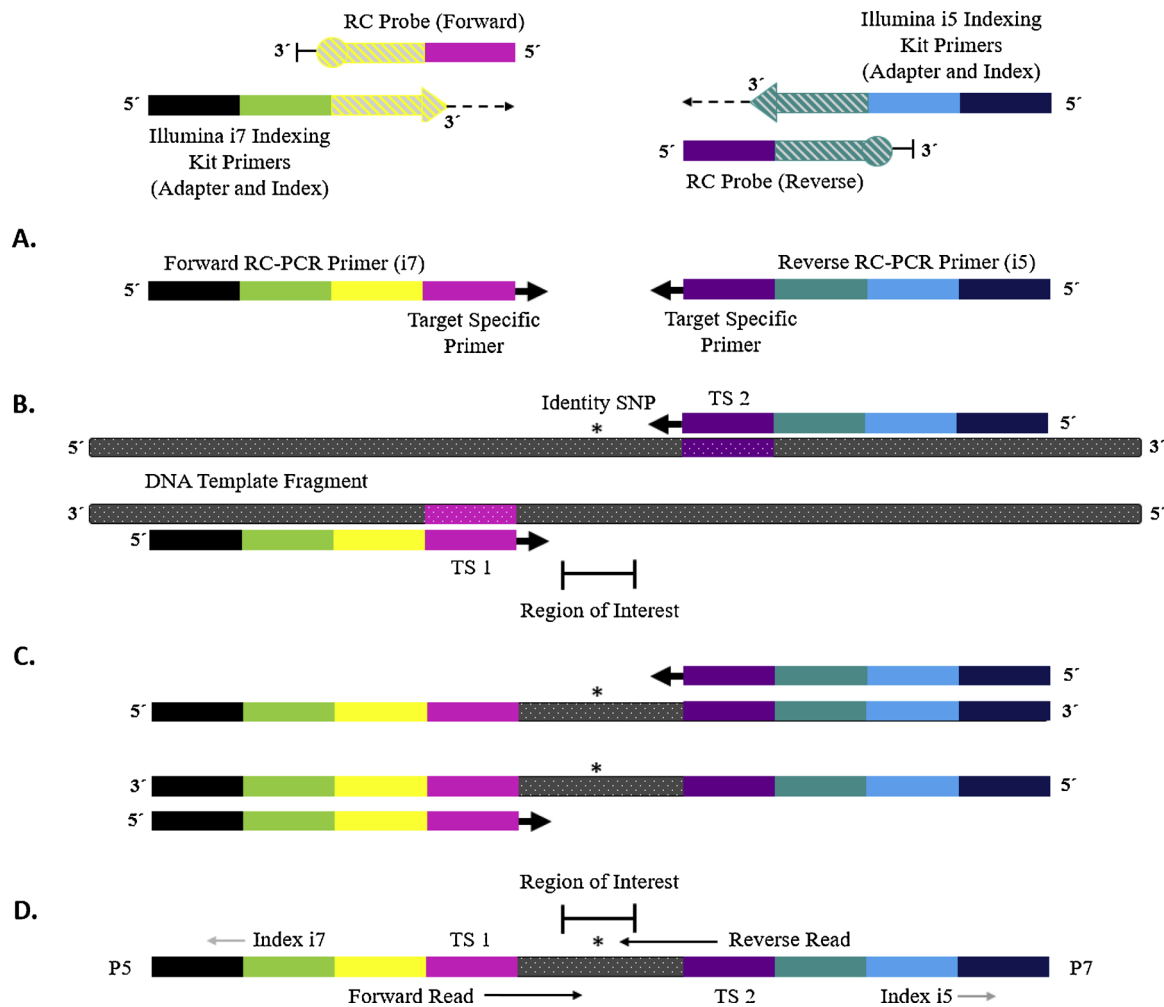 RC Probe (Forward)
3´ 5´
5´ 3´
Illumina i7 Indexing
Kit Primers
(Adapter and Index)
Illumina i5 Indexing
Kit Primers
(Adapter and Index)
3´ 5´
5´ 3´
RC Probe (Reverse)
A.
Forward RC-PCR Primer (i7)
5´
Target Specific
Primer
Reverse RC-PCR Primer (i5)
5´
Target Specific
Primer
B.
Identity SNP
*
TS 2
5´
5´ 3´
DNA Template Fragment
3´ 5´
5´
TS 1
Region of Interest
C.
5´
*
5´ 3´
*
3´ 5´
5´
Region of Interest
D.
Index i7 TS 1 * Reverse Read
P5 P7
Forward Read TS 2 Index i5